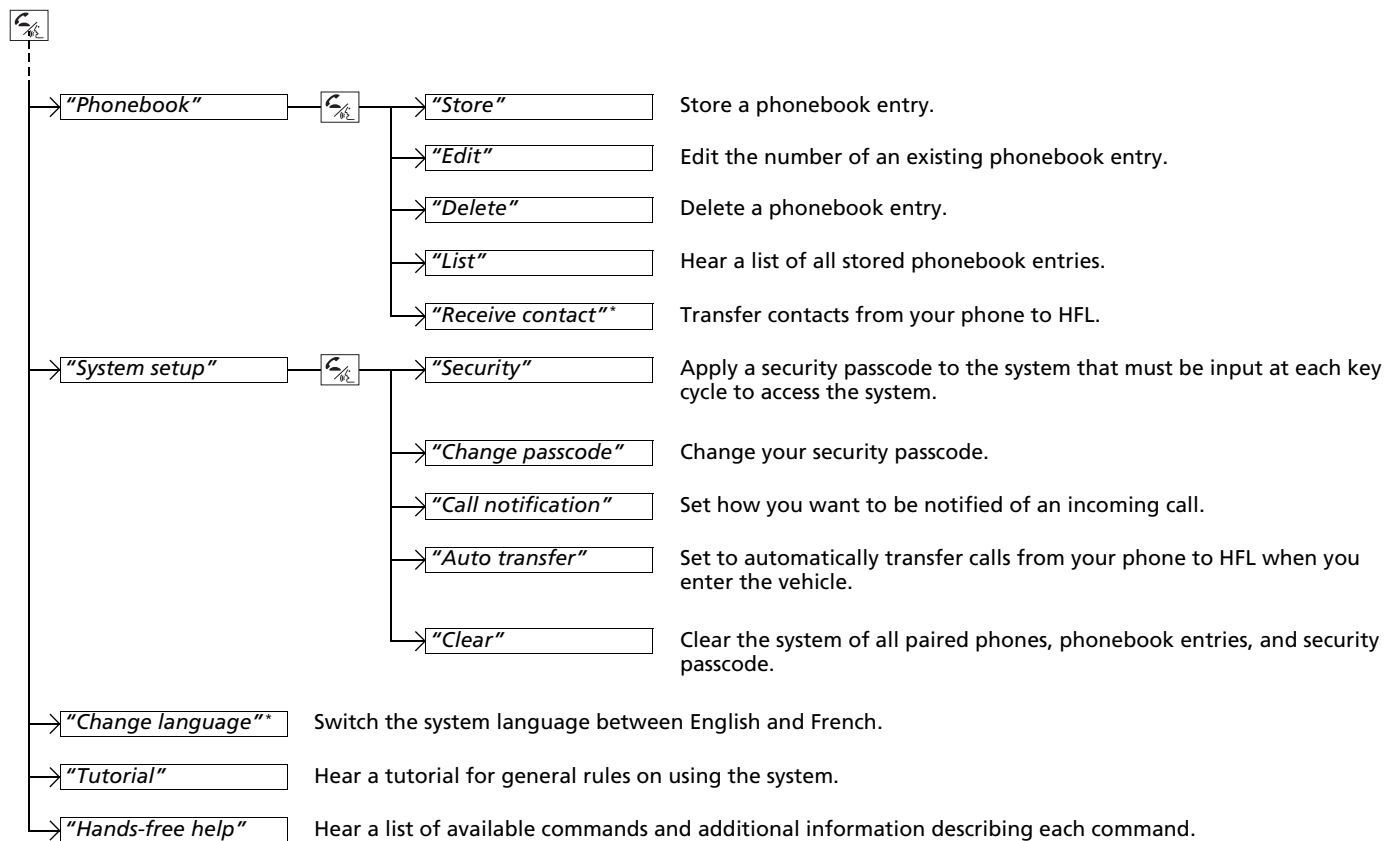 “Phonebook”
“Store”
Store a phonebook entry.
“Edit”
Edit the number of an existing phonebook entry.
“Delete”
Delete a phonebook entry.
“List”
Hear a list of all stored phonebook entries.
“Receive contact”*
Transfer contacts from your phone to HFL.
“System setup”
“Security”
Apply a security passcode to the system that must be input at each key
cycle to access the system.
“Change passcode”
Change your security passcode.
“Call notification”
Set how you want to be notified of an incoming call.
“Auto transfer”
Set to automatically transfer calls from your phone to HFL when you
enter the vehicle.
“Clear”
Clear the system of all paired phones, phonebook entries, and security
passcode.
“Change language”*
Switch the system language between English and French.
“Tutorial”
Hear a tutorial for general rules on using the system.
“Hands-free help”
Hear a list of available commands and additional information describing each command.